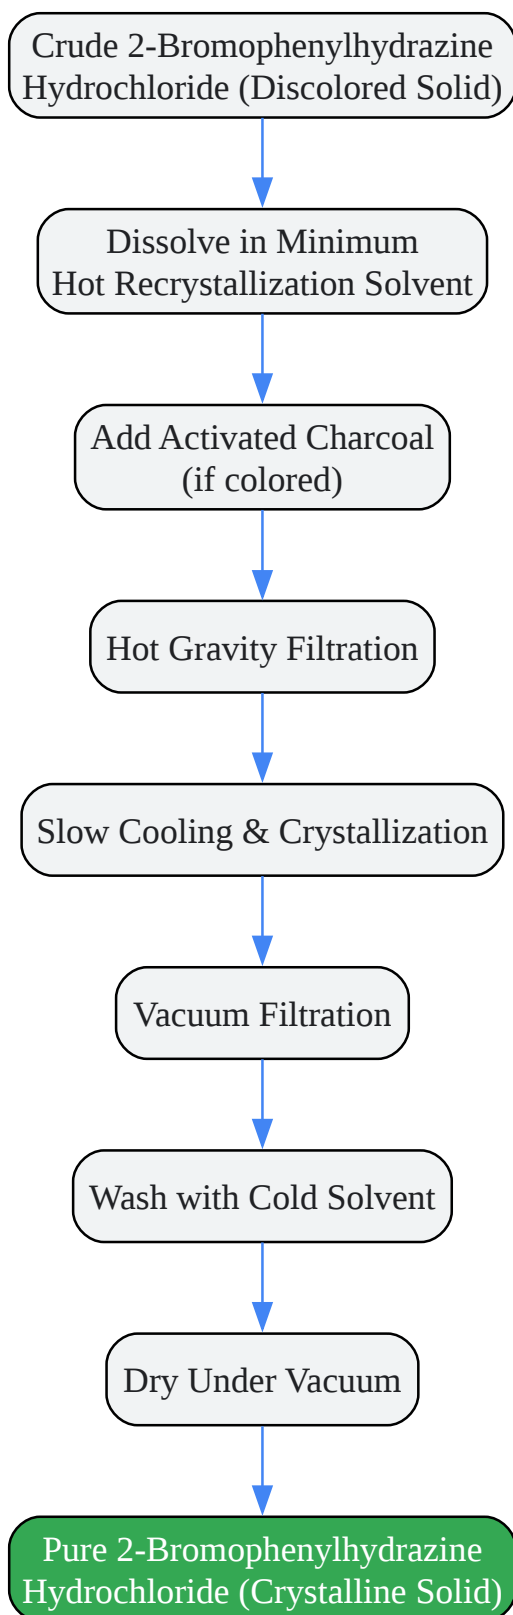 Crude 2-Bromophenylhydrazine
Hydrochloride (Discolored Solid)
Dissolve in Minimum
Hot Recrystallization Solvent
Add Activated Charcoal
(if colored)
Hot Gravity Filtration
Slow Cooling & Crystallization
Vacuum Filtration
Wash with Cold Solvent
Dry Under Vacuum
Pure 2-Bromophenylhydrazine
Hydrochloride (Crystalline Solid)